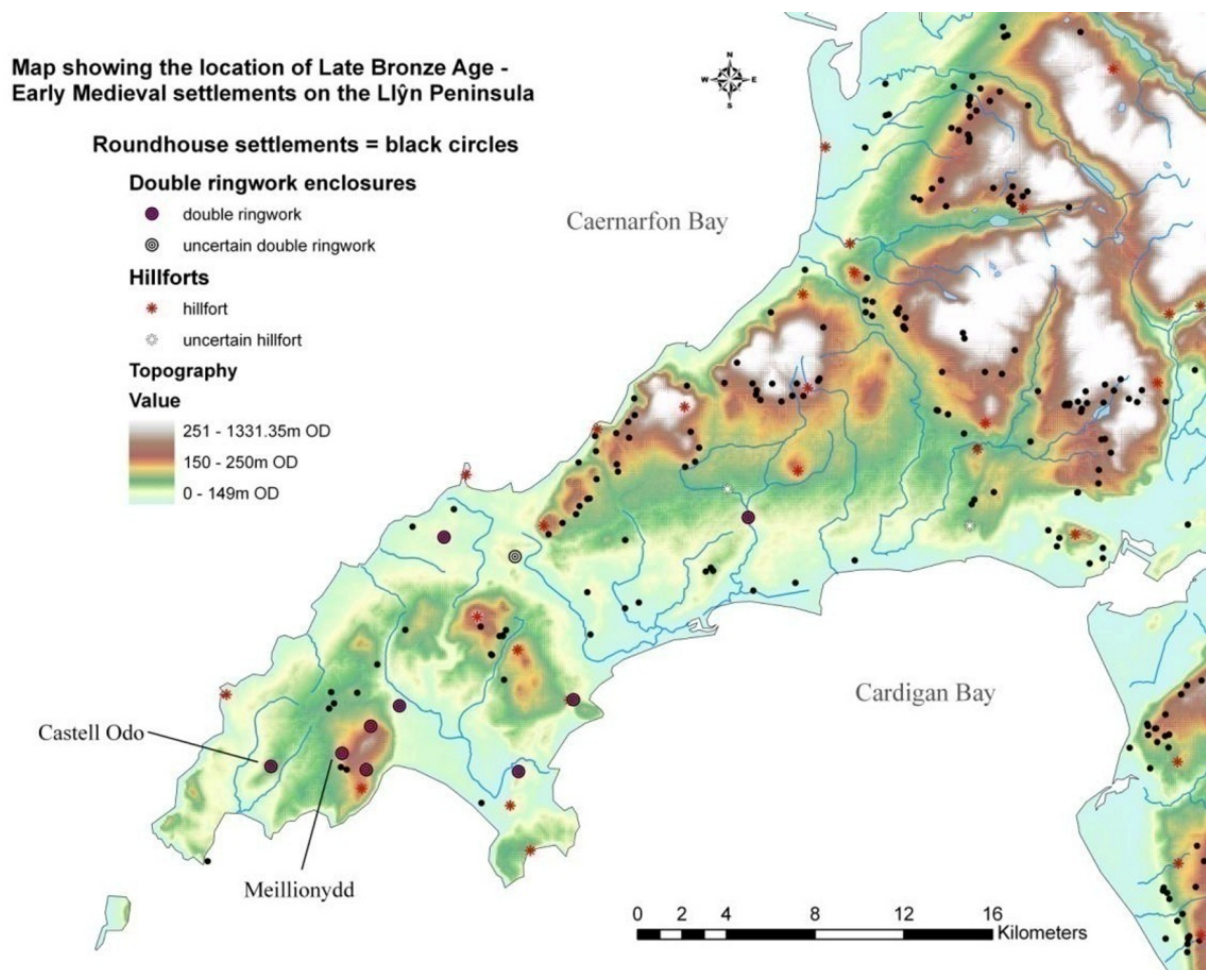 Map showing the location of Late Bronze Age -
Early Medieval settlements on the Llŷn Peninsula
Roundhouse settlements = black circles
Double ringwork enclosures
double ringwork
uncertain double ringwork
Hillforts
hillfort
uncertain hillfort
Topography
Value
251 - 1331.35m OD
150 - 250m OD
0 - 149m OD
N
W E
S
Caernarfon Bay
Cardigan Bay
Castell Odo
Meillionydd
0 2 4 8 12 16
Kilometers